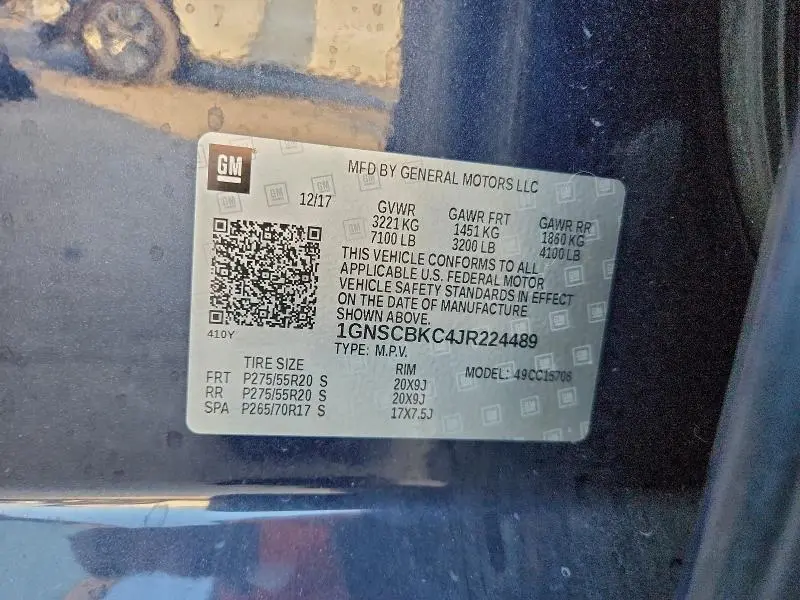 GM
MFD BY GENERAL MOTORS LLC
12/17
GVWR GAWR FRT GAWR RR
3221 KG 1451 KG 1860 KG
7100 LB 3200 LB 4100 LB
THIS VEHICLE CONFORMS TO ALL
APPLICABLE U.S. FEDERAL MOTOR
VEHICLE SAFETY STANDARDS IN EFFECT
ON THE DATE OF MANUFACTURE
SHOWN ABOVE.
410Y
1GNSCBKC4JR224489
TYPE: M.P.V.
TIRE SIZE RIM MODEL: 49CC15706
FRT P275/55R20 S 20X9J
RR P275/55R20 S 20X9J
SPA P265/70R17 S 17X7.5J